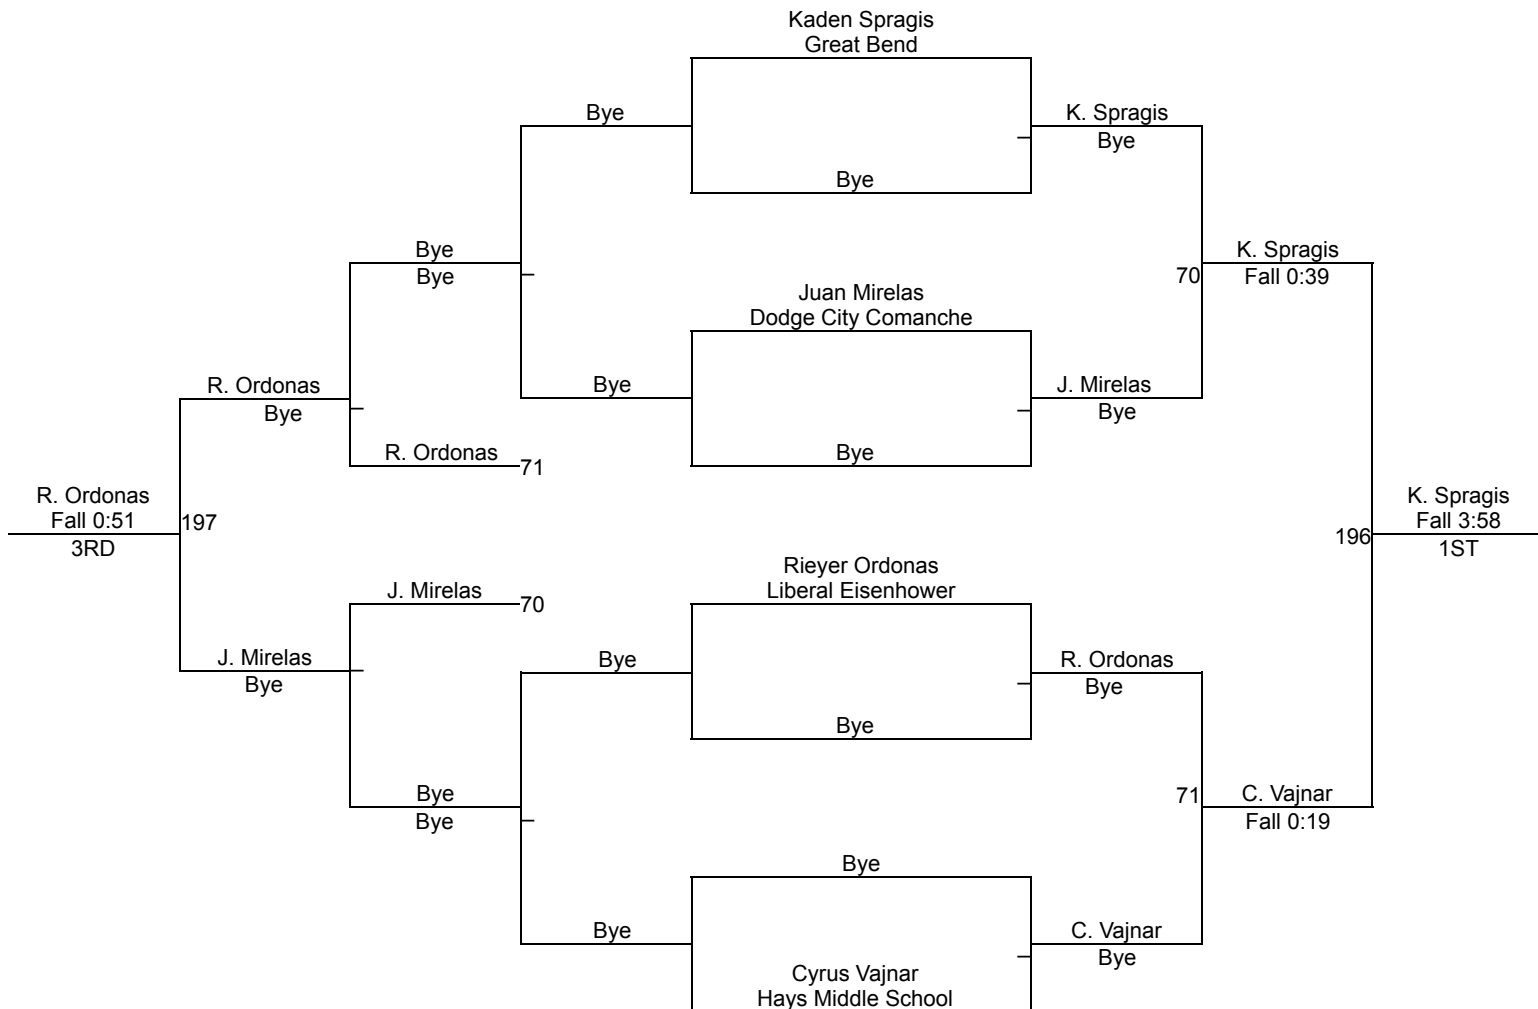 Kaden Spragis
Great Bend
Bye
K. Spragis
Bye
Bye
Bye
Bye
K. Spragis
70
Fall 0:39
Juan Mirelas
Dodge City Comanche
R. Ordonas
Bye
Bye
J. Mirelas
Bye
R. Ordonas
71
Bye
R. Ordonas
Fall 0:51
3RD
197
K. Spragis
Fall 3:58
1ST
196
Rieyer Ordonas
Liberal Eisenhower
J. Mirelas
70
J. Mirelas
Bye
Bye
R. Ordonas
Bye
Bye
Bye
Bye
71
C. Vajnar
Fall 0:19
Bye
Bye
C. Vajnar
Bye
Cyrus Vajnar
Hays Middle School